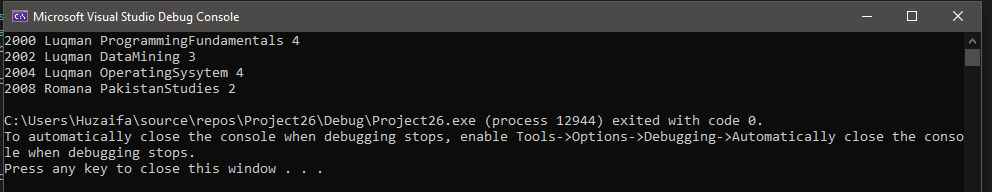 Microsoft Visual Studio Debug Console
2000 Luqman ProgrammingFundamentals 4
2002 Luqman DataMining 3
2004 Luqman OperatingSysytem 4
2008 Romana PakistanStudies 2
C:\Users\Huzaifa\source\repos\Project26\Debug\Project26.exe (process 12944) exited with code 0.
To automatically close the console when debugging stops, enable Tools->Options->Debugging->Automatically close the conso
le when debugging stops.
Press any key to close this window . . .